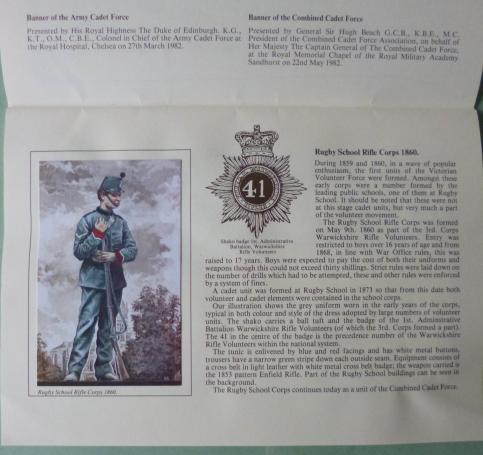 Banner of the Army Cadet Force
Presented by His Royal Highness The Duke of Edinburgh. K.G.,
K.T., O.M., C.B.E., Colonel in Chief of the Army Cadet Force at
the Royal Hospital, Chelsea on 27th March 1982.
Banner of the Combined Cadet Force
Presented by General Sir Hugh Beach G.C.B., K.B.E., M.C.
President of the Combined Cadet Force Association, on behalf of
Her Majesty The Captain General of The Combined Cadet Force,
at the Royal Memorial Chapel of the Royal Military Academy
Sandhurst on 22nd May 1982.
41
Shako badge 1st. Administrative
Battalion, Warwickshire
Rifle Volunteers
Rugby School Rifle Corps 1860.
During 1859 and 1860, in a wave of popular
enthusiasm, the first units of the Victorian
Volunteer Force were formed. Amongst these
early corps were a number formed by the
leading public schools, one of them at Rugby
School. It should be noted that these were not
at this stage cadet units, but very much a part
of the volunteer movement.
The Rugby School Rifle Corps was formed
on May 9th. 1860 as part of the 3rd. Corps
Warwickshire Rifle Volunteers. Entry was
restricted to boys over 16 years of age and from
1868, in line with War Office rules, this was
raised to 17 years. Boys were expected to pay the cost of both their uniforms and
weapons though this could not exceed thirty shillings. Strict rules were laid down on
the number of drills which had to be attempted, these and other rules were enforced
by a system of fines.
A cadet unit was formed at Rugby School in 1873 so that from this date both
volunteer and cadet elements were contained in the school corps.
Our illustration shows the grey uniform worn in the early years of the corps,
typical in both colour and style of the dress adopted by large numbers of volunteer
units. The shako carries a ball tuft and the badge of the 1st. Administrative
Battalion Warwickshire Rifle Volunteers (of which the 3rd. Corps formed a part).
The 41 in the centre of the badge is the precedence number of the Warwickshire
Rifle Volunteers within the national system.
The tunic is enlivened by blue and red facings and has white metal buttons,
trousers have a narrow green stripe down each outside seam. Equipment consists of
a cross belt in light leather with white metal cross belt badge; the weapon carried is
the 1853 pattern Enfield Rifle. Part of the Rugby School buildings can be seen in
the background.
The Rugby School Corps continues today as a unit of the Combined Cadet Force.
Rugby School Rifle Corps 1860.